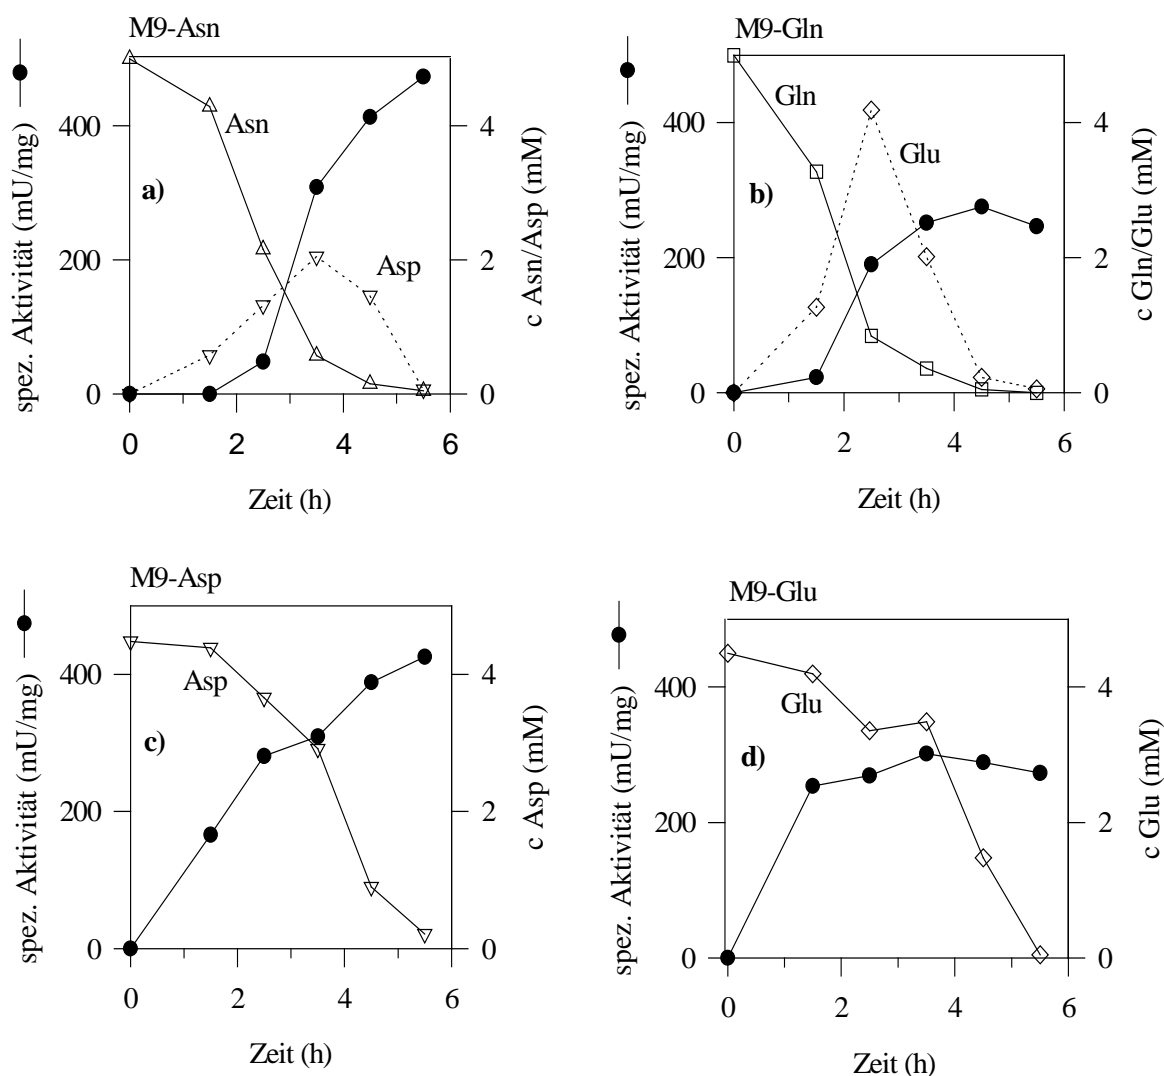 M9-Asn
spez. Aktivität (mU/mg)
400
200
0
Asn
a)
Asp
4
2
0
c Asn/Asp (mM)
0 2 4 6
Zeit (h)
M9-Gln
spez. Aktivität (mU/mg)
400
200
0
Gln
Glu
b)
4
2
0
c Gln/Glu (mM)
0 2 4 6
Zeit (h)
M9-Asp
spez. Aktivität (mU/mg)
400
200
0
Asp
c)
4
2
0
c Asp (mM)
0 2 4 6
Zeit (h)
M9-Glu
spez. Aktivität (mU/mg)
400
200
0
Glu
d)
4
2
0
c Glu (mM)
0 2 4 6
Zeit (h)